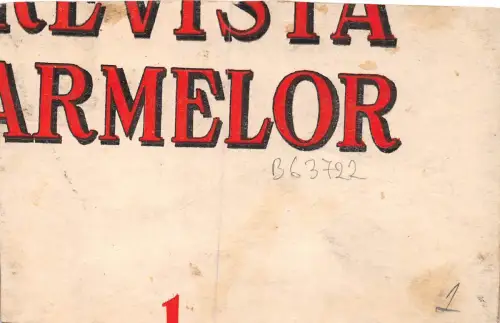 REVISTA
ARMELOR
B63722
1
1